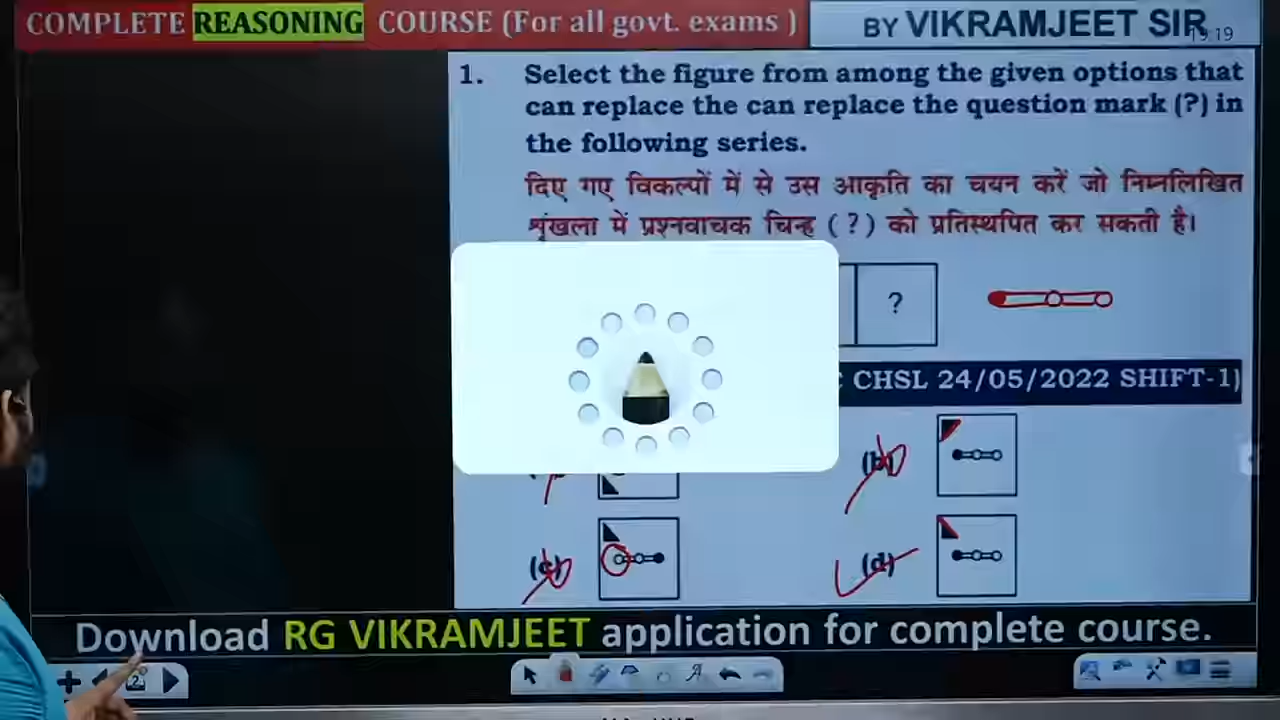 COMPLETE REASONING COURSE (For all govt. exams )
BY VIKRAMJEET SIR
1. Select the figure from among the given options that
can replace the can replace the question mark (?) in
the following series.
दिए गए विकल्पों में से उस आकृति का चयन करें जो निम्नलिखित
शृंखला में प्रश्नवाचक चिन्ह (?) को प्रतिस्थपित कर सकती है।
?
CHSL 24/05/2022 SHIFT-1)
(b)
(c)
(d)
Download RG VIKRAMJEET application for complete course.